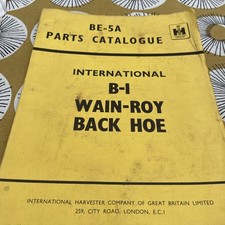 BE-5A
PARTS CATALOGUE
INTERNATIONAL
B-I
WAIN-ROY
BACK HOE
INTERNATIONAL HARVESTER COMPANY OF GREAT BRITAIN LIMITED
259, CITY ROAD, LONDON, E.C.1